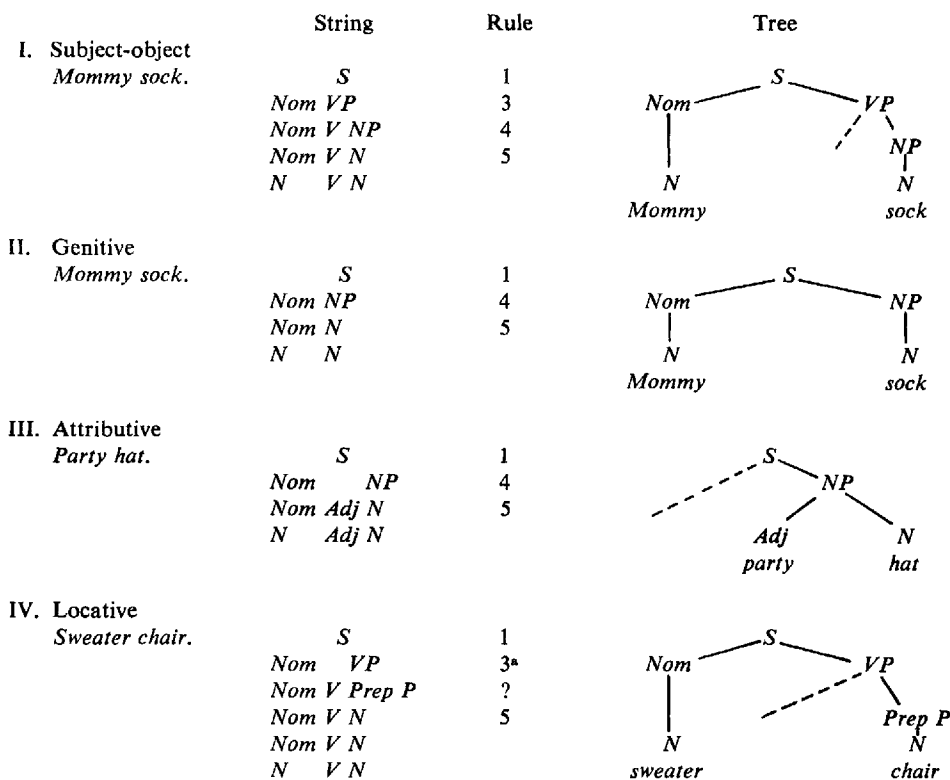 String Rule Tree
I. Subject-object
Mommy sock. S 1 S
Nom VP 3 Nom VP
Nom V NP 4
Nom V N 5 NP
N V N N N
Mommy sock
II. Genitive
Mommy sock. S 1 S
Nom NP 4 Nom NP
Nom N 5
N N N N
Mommy sock
III. Attributive
Party hat. S 1 S
Nom NP 4 NP
Nom Adj N 5
N Adj N Adj N
party hat
IV. Locative
Sweater chair. S 1 S
Nom VP 3ª Nom VP
Nom V Prep P ?
Nom V N 5 Prep P
Nom V N N N
N V N sweater chair